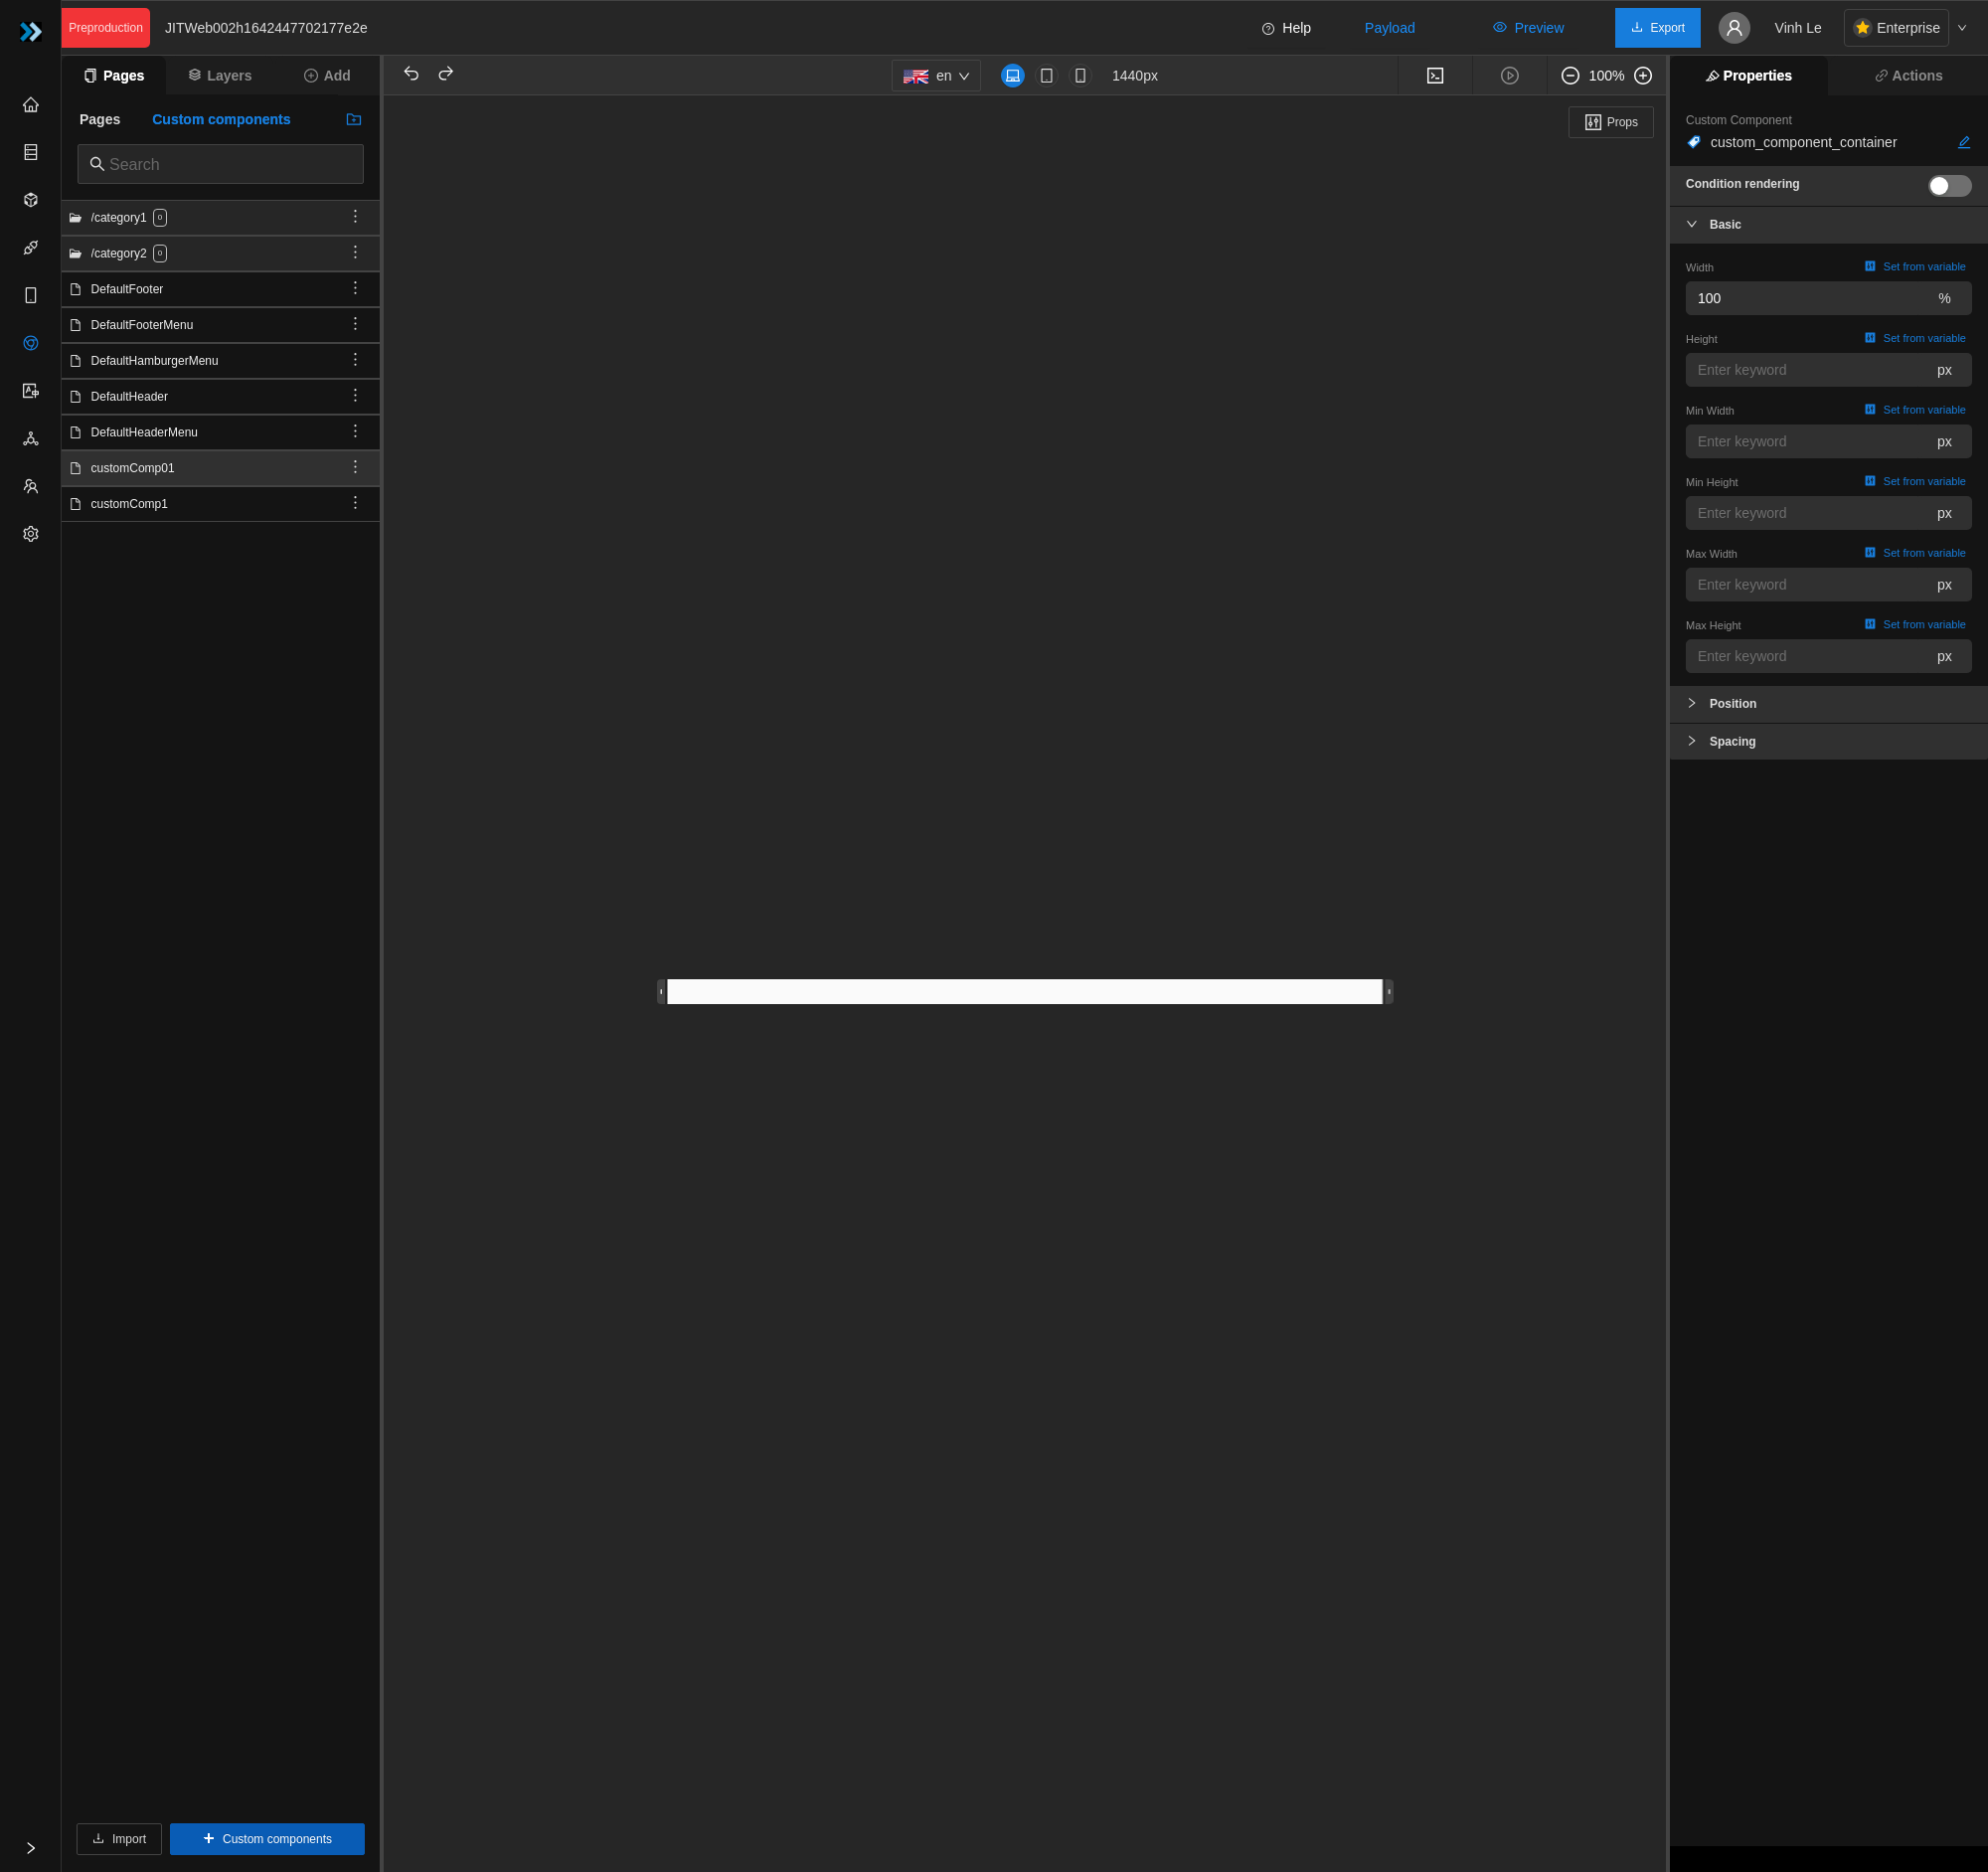 Preproduction JITWeb002h1642447702177e2e Help Payload Preview Export Vinh Le Enterprise
Pages Layers Add
en 1440px 100%
Properties Actions
Pages Custom components
Search
/category1 0
/category2 0
DefaultFooter
DefaultFooterMenu
DefaultHamburgerMenu
DefaultHeader
DefaultHeaderMenu
customComp01
customComp1
Import Custom components
Props
Custom Component
custom_component_container
Condition rendering
Basic
Width Set from variable
100 %
Height Set from variable
Enter keyword px
Min Width Set from variable
Enter keyword px
Min Height Set from variable
Enter keyword px
Max Width Set from variable
Enter keyword px
Max Height Set from variable
Enter keyword px
Position
Spacing